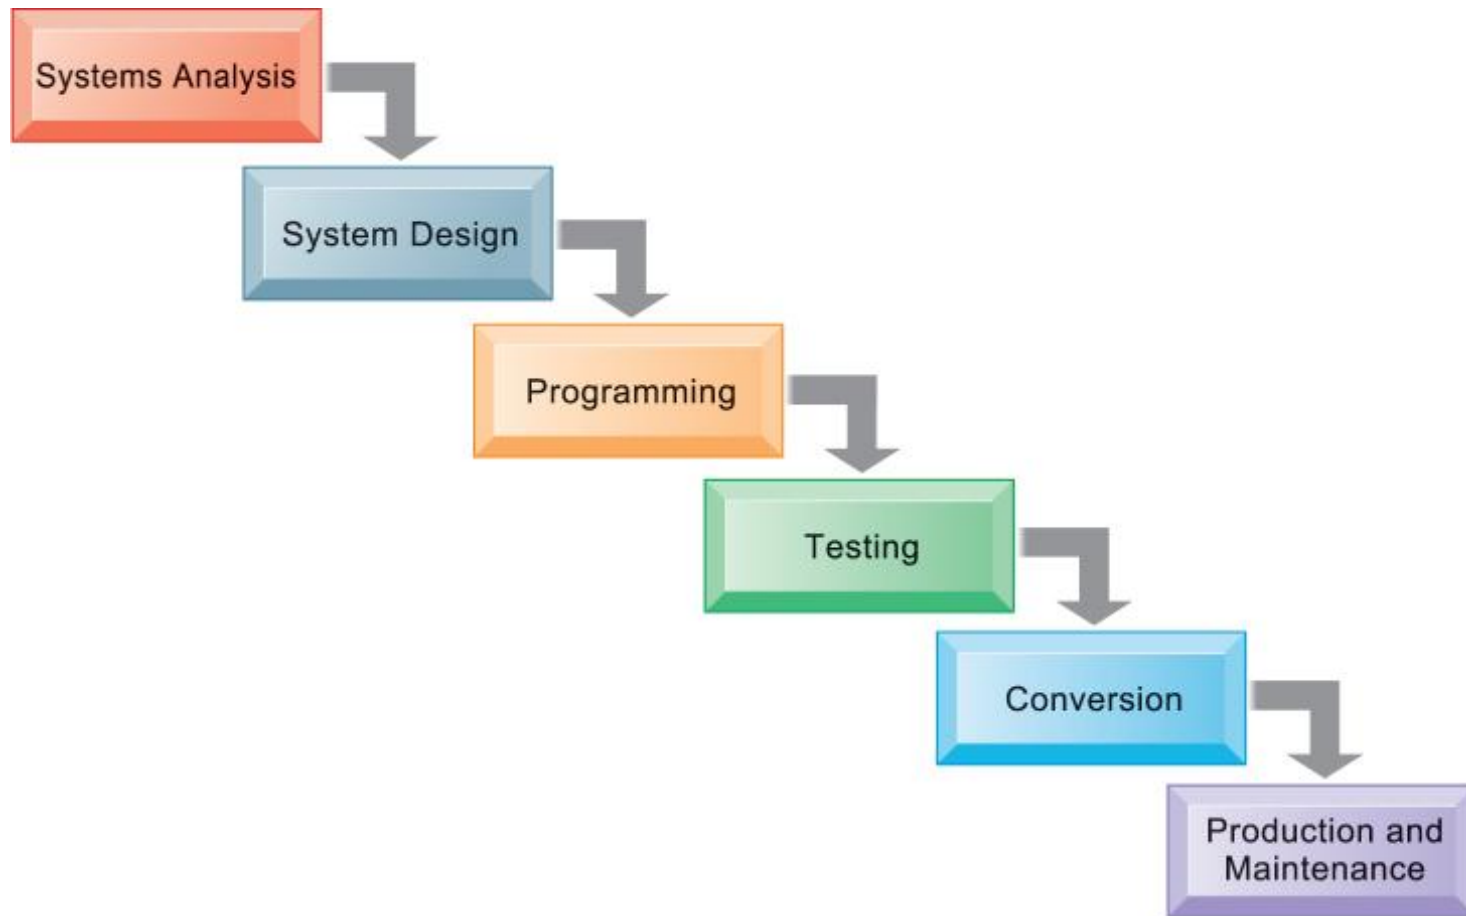 Systems Analysis
System Design
Programming
Testing
Conversion
Production and
Maintenance